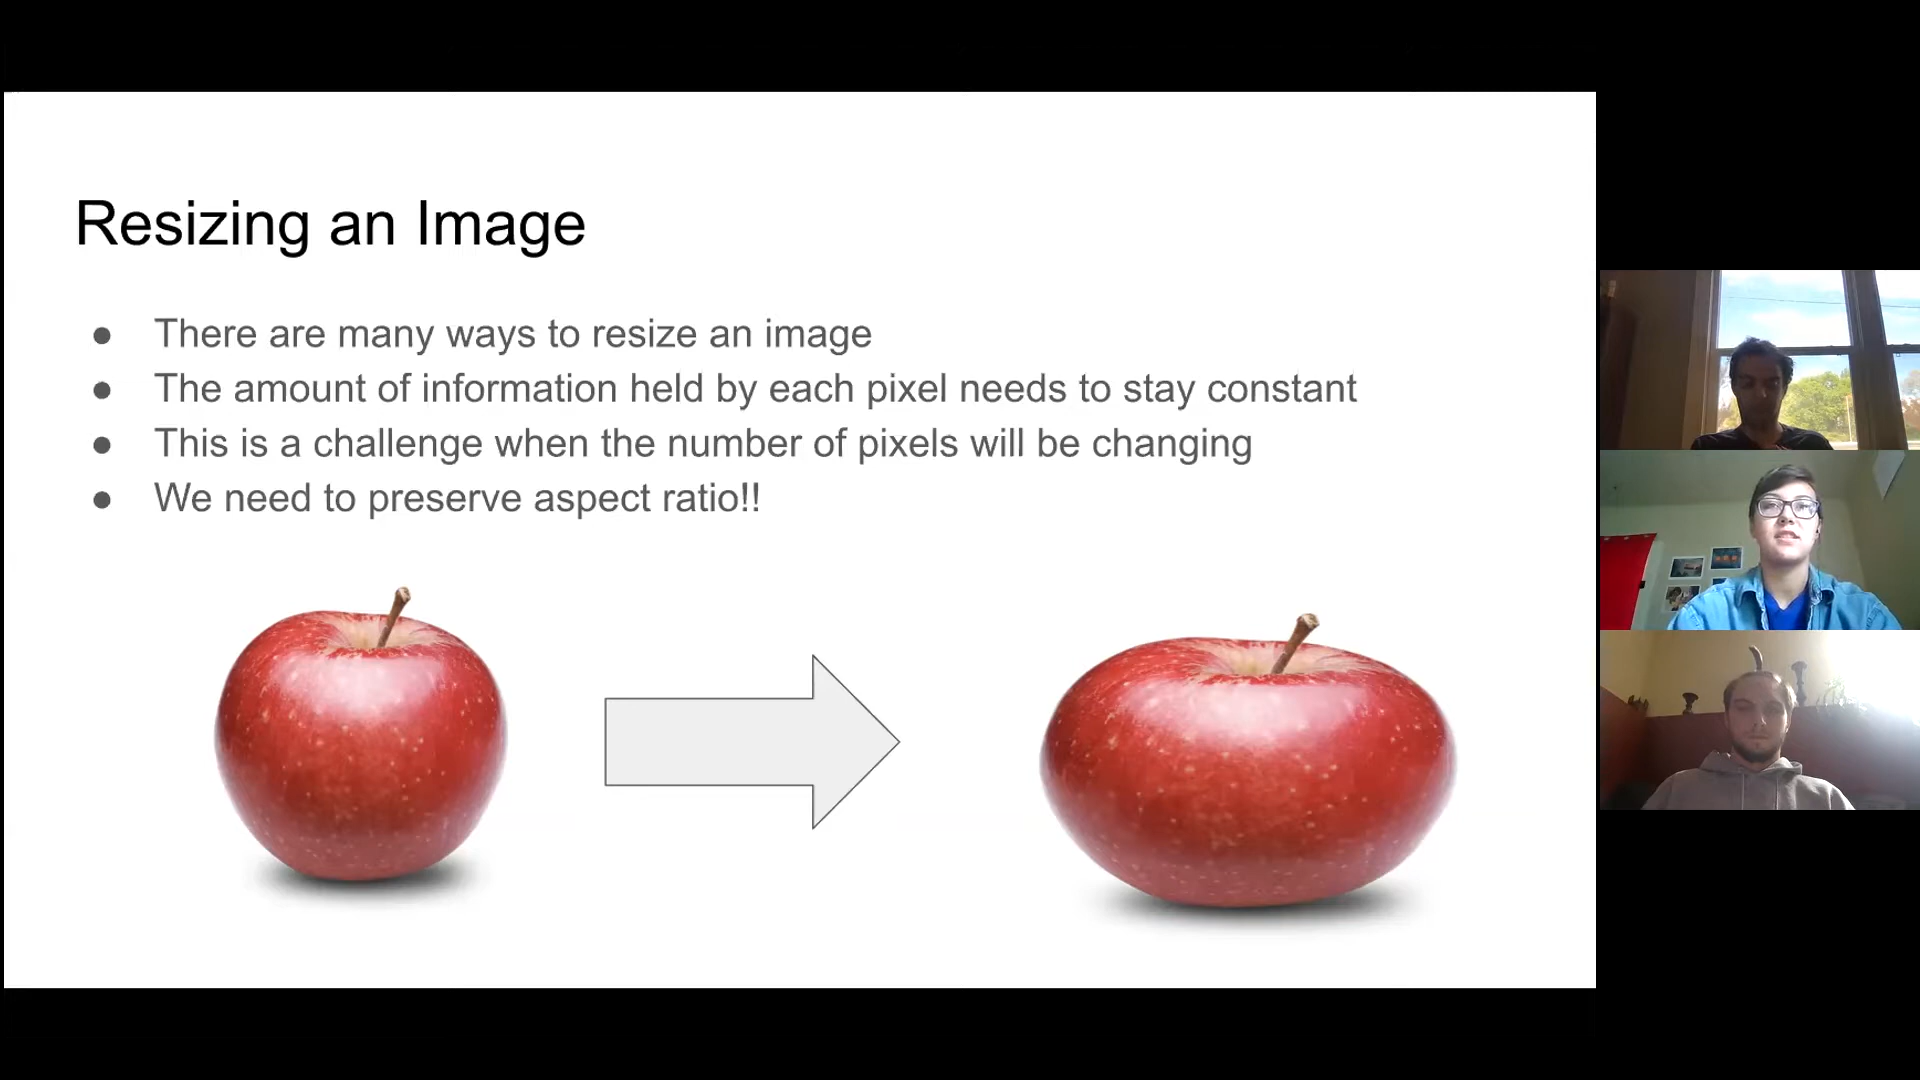 Resizing an Image
● There are many ways to resize an image
● The amount of information held by each pixel needs to stay constant
● This is a challenge when the number of pixels will be changing
● We need to preserve aspect ratio!!